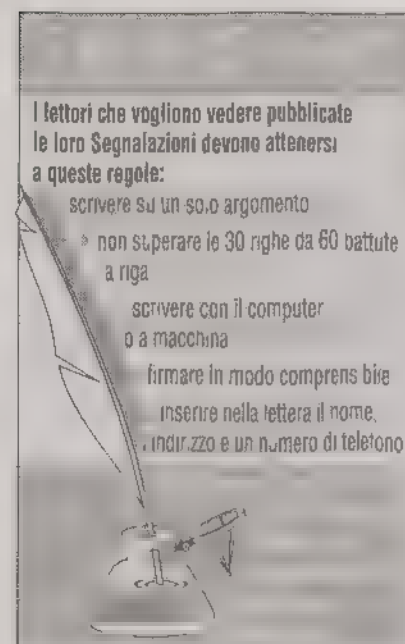 I lettori che vogliono vedere pubblicate
le loro Segnalazioni devono attenersi
a queste regole:
scrivere su un solo argomento
non superare le 30 righe da 60 battute
a riga
scrivere con il computer
o a macchina
firmare in modo comprensibile
inserire nella lettera il nome,
indirizzo e un numero di telefono